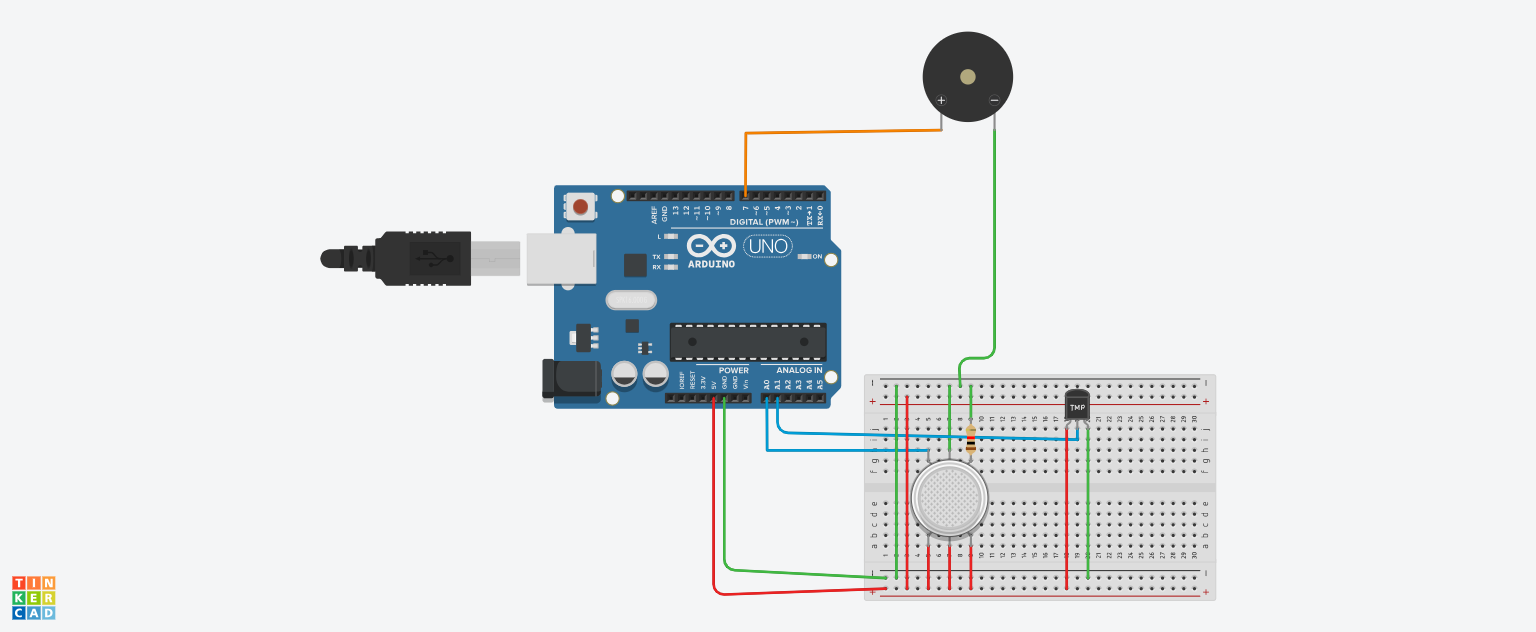 +
−
AREF
GND
13
12
~11
~10
~9
8
7
~6
~5
4
~3
2
TX→1
RX←0
DIGITAL (PWM~)
L
TX
RX
ARDUINO
UNO
ON
POWER
ANALOG IN
IOREF
RESET
3.3V
5V
GND
GND
Vin
A0
A1
A2
A3
A4
A5
TMP
TIN
KER
CAD